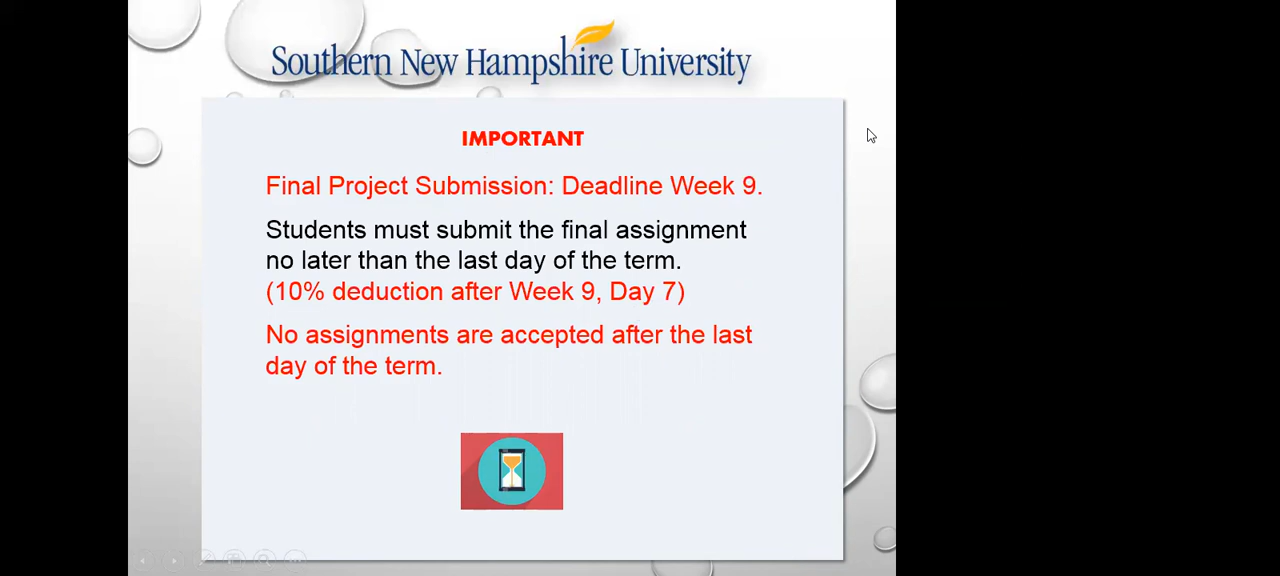 Southern New Hampshire University
IMPORTANT
Final Project Submission: Deadline Week 9.
Students must submit the final assignment
no later than the last day of the term.
(10% deduction after Week 9, Day 7)
No assignments are accepted after the last
day of the term.